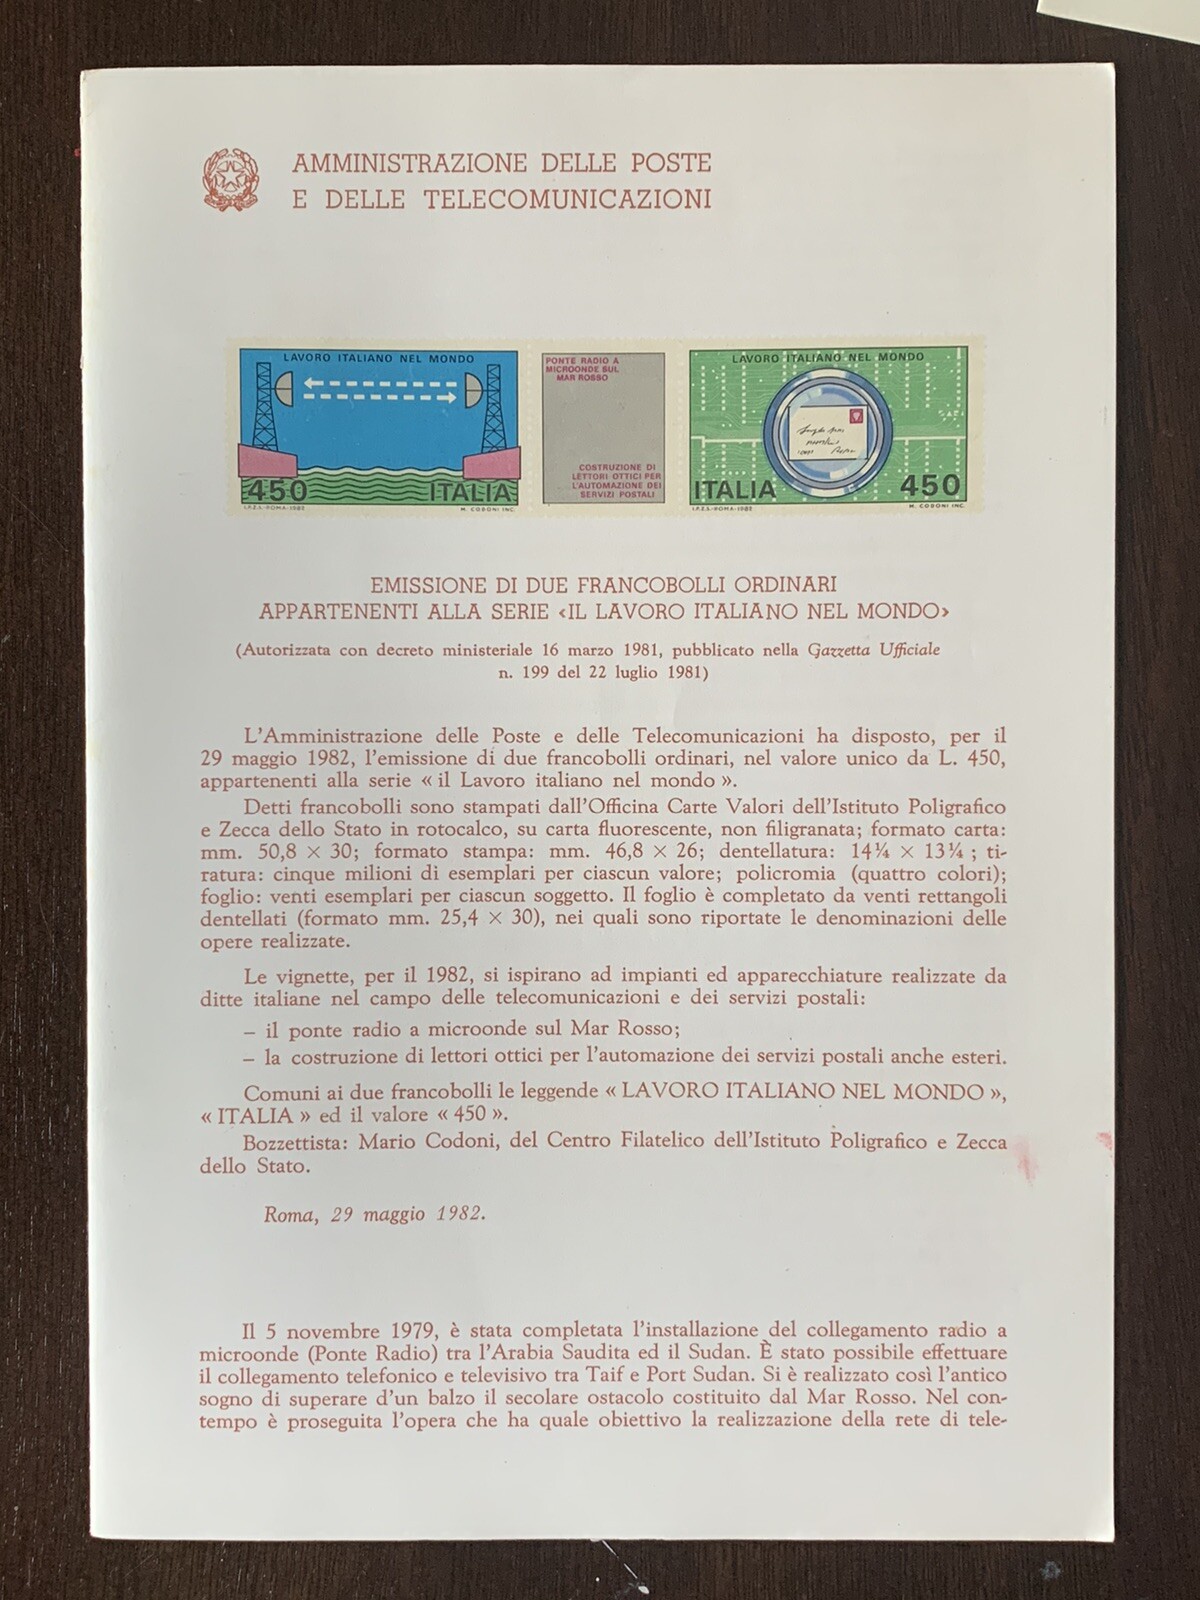 AMMINISTRAZIONE DELLE POSTE
E DELLE TELECOMUNICAZIONI
LAVORO ITALIANO NEL MONDO
450 ITALIA
I.P.Z.S.-ROMA-1982 M. CODONI INC.
PONTE RADIO A
MICROONDE SUL
MAR ROSSO
COSTRUZIONE DI
LETTORI OTTICI PER
L'AUTOMAZIONE DEI
SERVIZI POSTALI
LAVORO ITALIANO NEL MONDO
ITALIA 450
I.P.Z.S.-ROMA-1982 M. CODONI INC.
EMISSIONE DI DUE FRANCOBOLLI ORDINARI
APPARTENENTI ALLA SERIE «IL LAVORO ITALIANO NEL MONDO»
(Autorizzata con decreto ministeriale 16 marzo 1981, pubblicato nella Gazzetta Ufficiale
n. 199 del 22 luglio 1981)
L'Amministrazione delle Poste e delle Telecomunicazioni ha disposto, per il
29 maggio 1982, l'emissione di due francobolli ordinari, nel valore unico da L. 450,
appartenenti alla serie « il Lavoro italiano nel mondo ».
Detti francobolli sono stampati dall'Officina Carte Valori dell'Istituto Poligrafico
e Zecca dello Stato in rotocalco, su carta fluorescente, non filigranata; formato carta:
mm. 50,8 × 30; formato stampa: mm. 46,8 × 26; dentellatura: 14¼ × 13¼ ; ti-
ratura: cinque milioni di esemplari per ciascun valore; policromia (quattro colori);
foglio: venti esemplari per ciascun soggetto. Il foglio è completato da venti rettangoli
dentellati (formato mm. 25,4 × 30), nei quali sono riportate le denominazioni delle
opere realizzate.
Le vignette, per il 1982, si ispirano ad impianti ed apparecchiature realizzate da
ditte italiane nel campo delle telecomunicazioni e dei servizi postali:
– il ponte radio a microonde sul Mar Rosso;
– la costruzione di lettori ottici per l'automazione dei servizi postali anche esteri.
Comuni ai due francobolli le leggende « LAVORO ITALIANO NEL MONDO »,
« ITALIA » ed il valore « 450 ».
Bozzettista: Mario Codoni, del Centro Filatelico dell'Istituto Poligrafico e Zecca
dello Stato.
Roma, 29 maggio 1982.
Il 5 novembre 1979, è stata completata l'installazione del collegamento radio a
microonde (Ponte Radio) tra l'Arabia Saudita ed il Sudan. È stato possibile effettuare
il collegamento telefonico e televisivo tra Taif e Port Sudan. Si è realizzato così l'antico
sogno di superare d'un balzo il secolare ostacolo costituito dal Mar Rosso. Nel con-
tempo è proseguita l'opera che ha quale obiettivo la realizzazione della rete di tele-